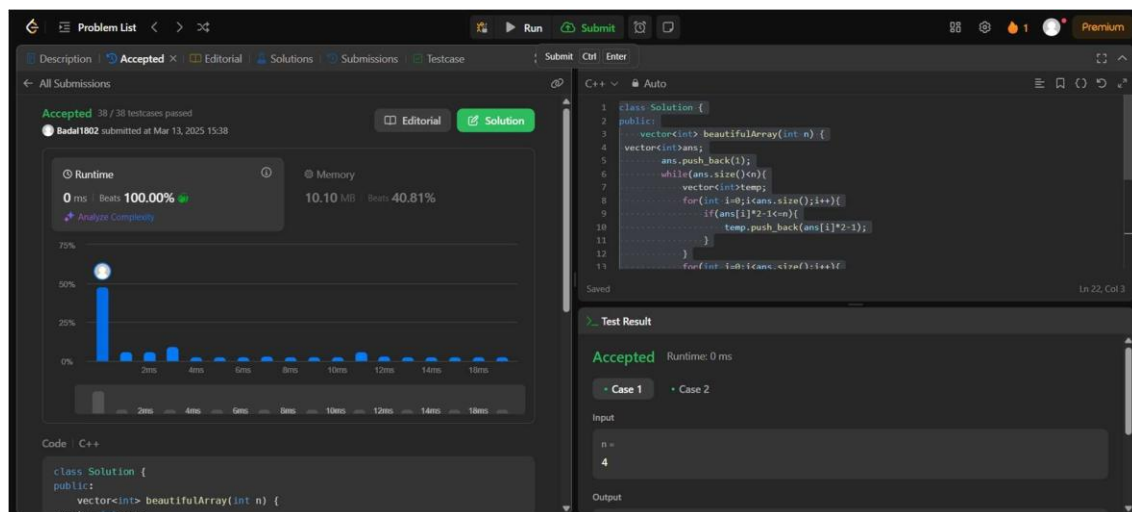 Problem List
Run
Submit
1
Premium
Description
Accepted
Editorial
Solutions
Submissions
Testcase
Submit Ctrl Enter
All Submissions
Accepted 38 / 38 testcases passed
Badal1802 submitted at Mar 13, 2025 15:38
Editorial
Solution
Runtime
0 ms Beats 100.00%
Analyze Complexity
Memory
10.10 MB Beats 40.81%
75%
50%
25%
0%
2ms 4ms 6ms 8ms 10ms 12ms 14ms 16ms
2ms 4ms 6ms 8ms 10ms 12ms 14ms 16ms
Code C++
class Solution {
public:
vector<int> beautifulArray(int n) {
C++ Auto
1 class Solution {
2 public:
3 vector<int> beautifulArray(int n) {
4 vector<int>ans;
5 ans.push_back(1);
6 while(ans.size()<n){
7 vector<int>temp;
8 for(int i=0;i<ans.size();i++){
9 if(ans[i]*2-1<=n){
10 temp.push_back(ans[i]*2-1);
11 }
12 }
13 for(int i=0;i<ans.size();i++){
Saved
Ln 22, Col 3
Test Result
Accepted Runtime: 0 ms
Case 1 Case 2
Input
n =
4
Output